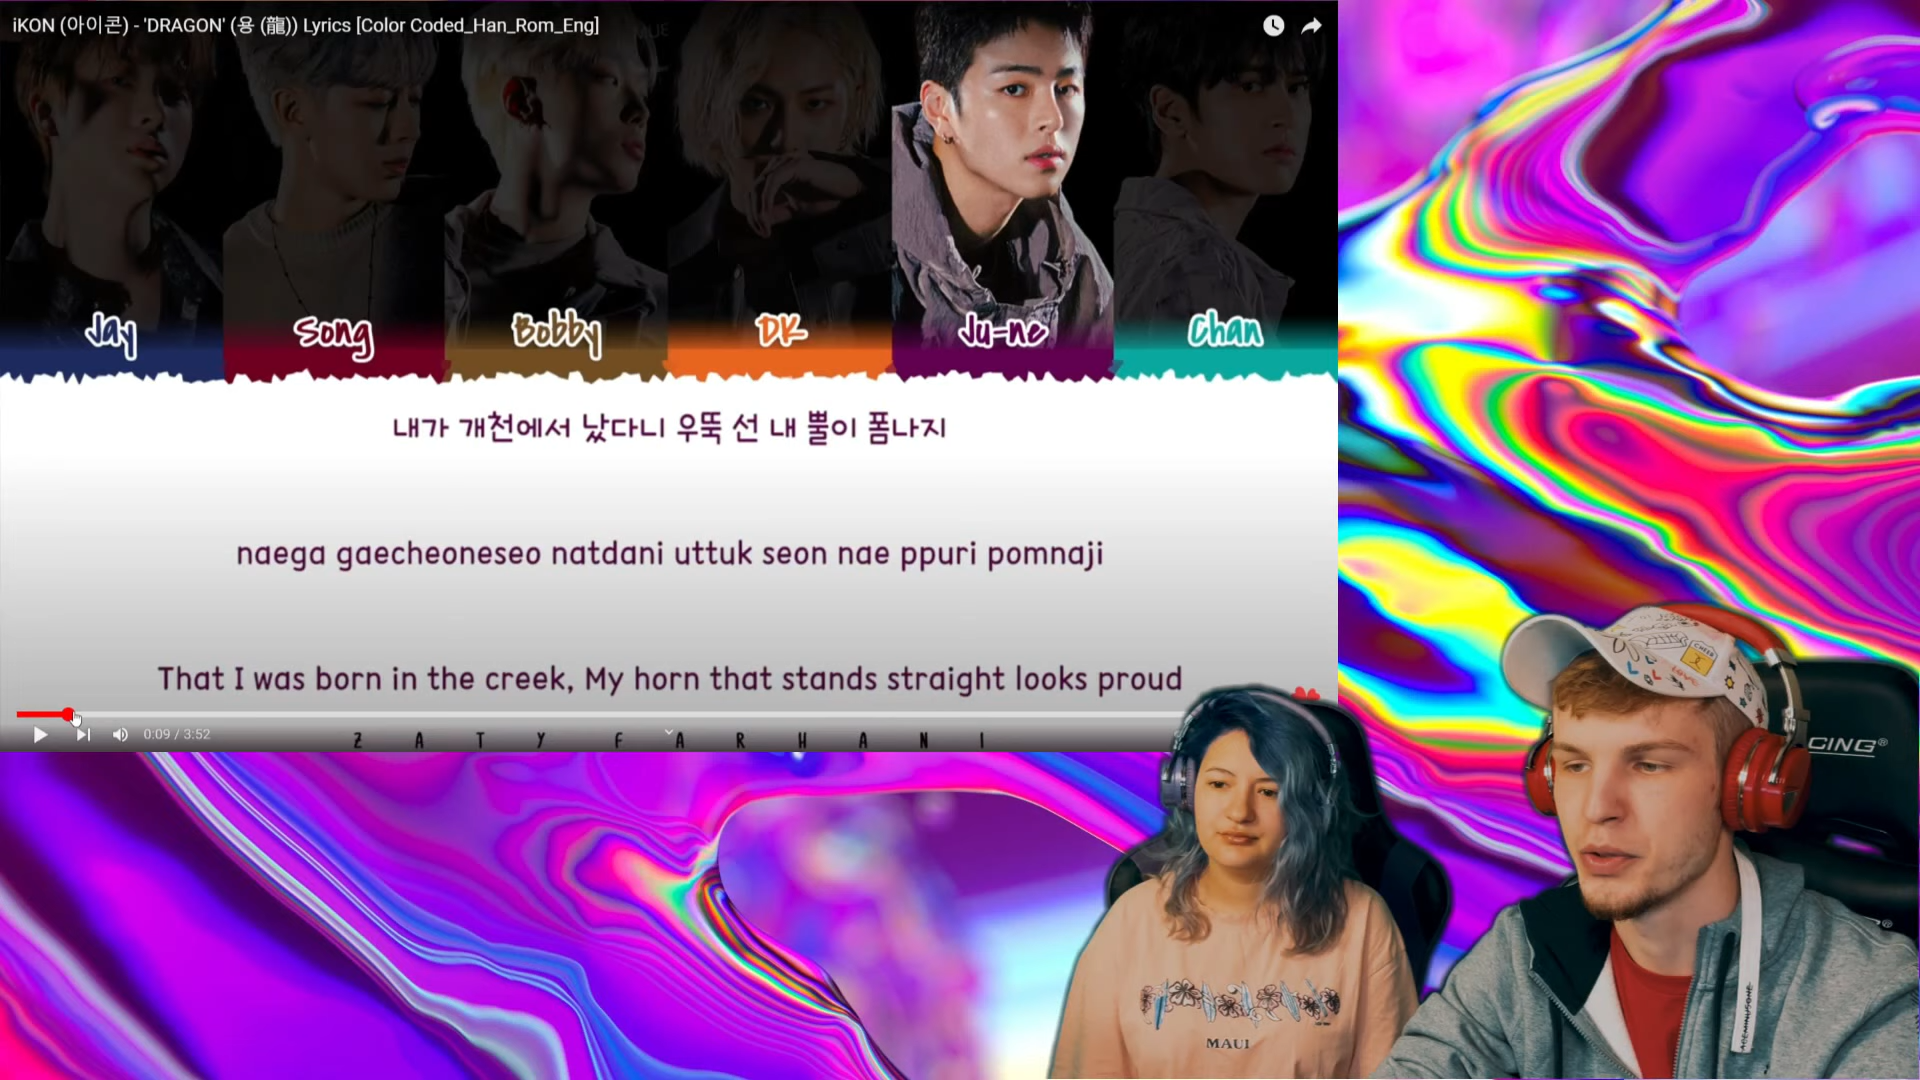 iKON (아이콘) - 'DRAGON' (용 (龍)) Lyrics [Color Coded_Han_Rom_Eng]
Jay
Song
Bobby
DK
Ju-ne
Chan
내가 개천에서 났다니 우뚝 선 내 뿔이 폼나지
naega gaecheoneseo natdani uttuk seon nae ppuri pomnaji
That I was born in the creek, My horn that stands straight looks proud
0:09 / 3:52
ZATY FARHANI
CHEER
CING®
MAUI